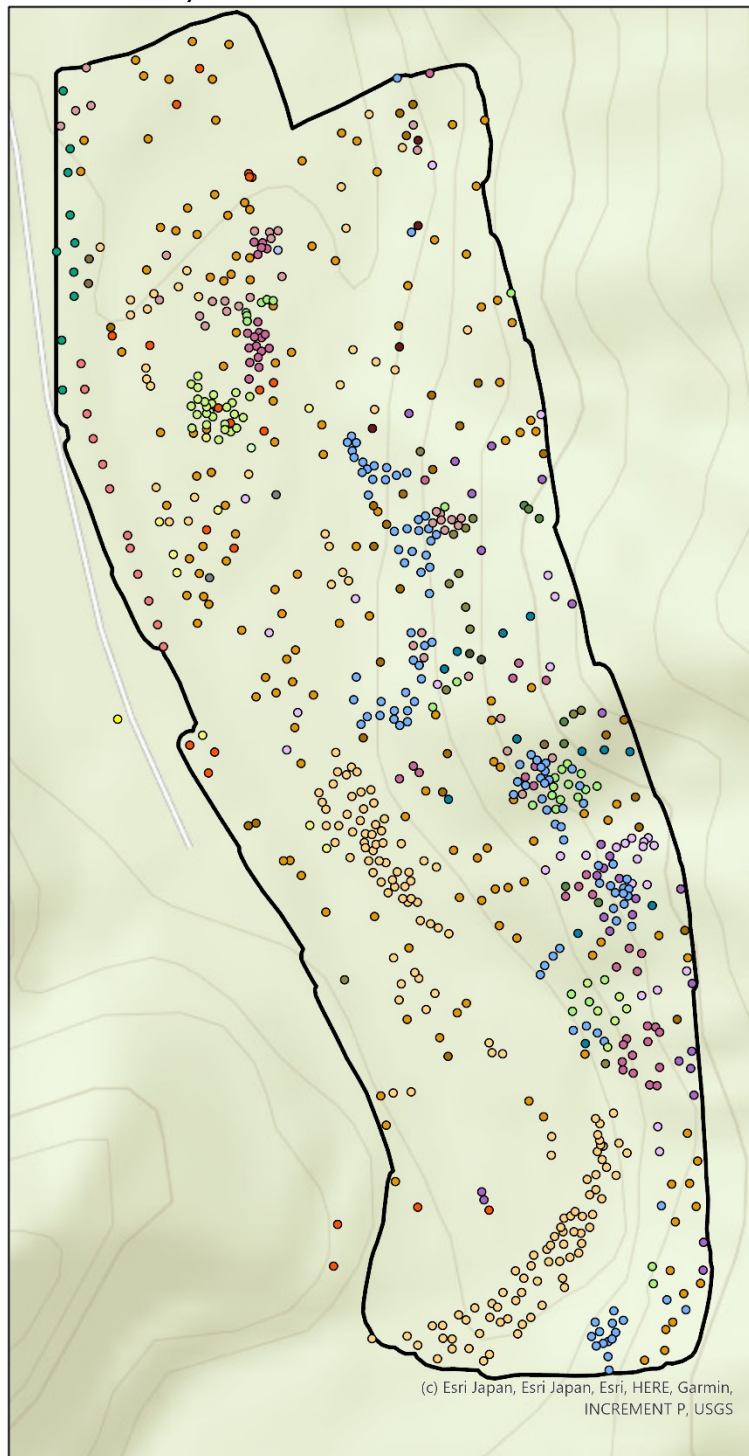 (c) Esri Japan, Esri Japan, Esri, HERE, Garmin,
INCREMENT P, USGS